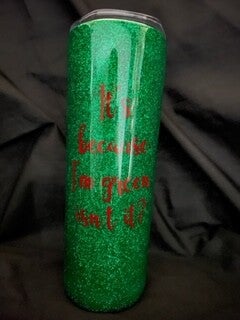 It's
because
I'm green
isn't it?